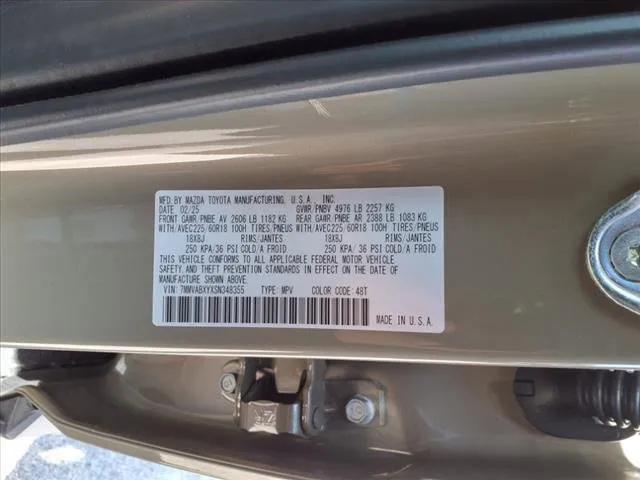 MFD. BY MAZDA TOYOTA MANUFACTURING, U.S.A., INC.
DATE: 02/25 GVWR/PNBV 4976 LB 2257 KG
FRONT GAWR/PNBE AV 2606 LB 1182 KG REAR GAWR/PNBE AR 2388 LB 1083 KG
WITH/AVEC225/60R18 100H TIRES/PNEUS WITH/AVEC225/60R18 100H TIRES/PNEUS
18X8J RIMS/JANTES 18X8J RIMS/JANTES
250 KPA/36 PSI COLD/A FROID 250 KPA/ 36 PSI COLD/A FROID
THIS VEHICLE CONFORMS TO ALL APPLICABLE FEDERAL MOTOR VEHICLE
SAFETY, AND THEFT PREVENTION STANDARDS IN EFFECT ON THE DATE OF
MANUFACTURE SHOWN ABOVE.
VIN: 7MMVABXYXSN348355 TYPE: MPV COLOR CODE: 48T
MADE IN U.S.A.